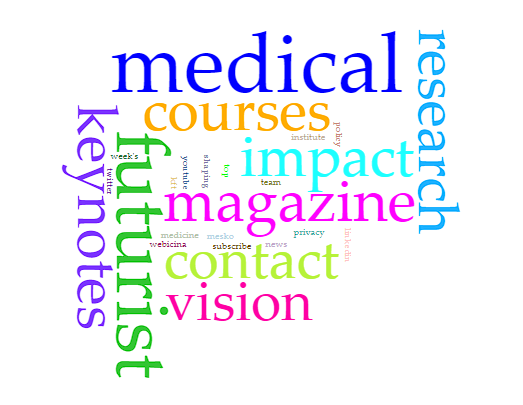 medical
research
courses
keynotes
futurist
policy
institute
impact
week's
youtube
shaping
top
twitter
kft
team
magazine
medicine
mesko
privacy
linkedin
webicina
subscribe
news
contact
vision